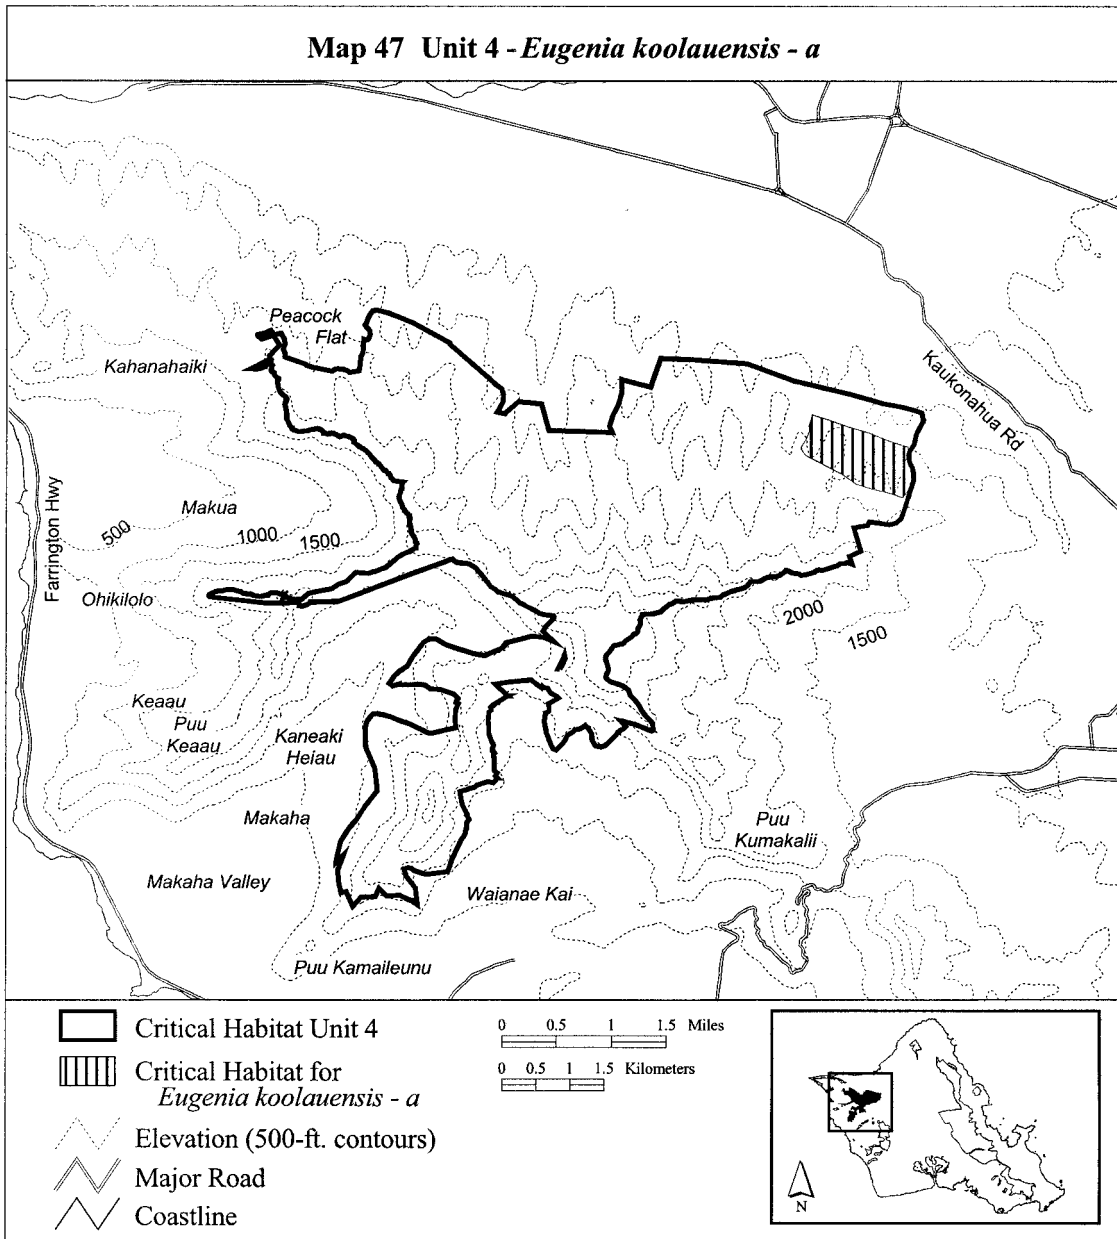 Map 47 Unit 4 - Eugenia koolauensis - a
Peacock
Flat
Kahanahaiki
Kaukonahua Rd
Farrington Hwy
Makua
500
1000
1500
Ohikilolo
2000
1500
Keaau
Puu
Keaau
Kaneaki
Heiau
Makaha
Puu
Kumakalii
Makaha Valley
Waianae Kai
Puu Kamaileunu
Critical Habitat Unit 4
Critical Habitat for
Eugenia koolauensis - a
Elevation (500-ft. contours)
Major Road
Coastline
0 0.5 1 1.5 Miles
0 0.5 1 1.5 Kilometers
N